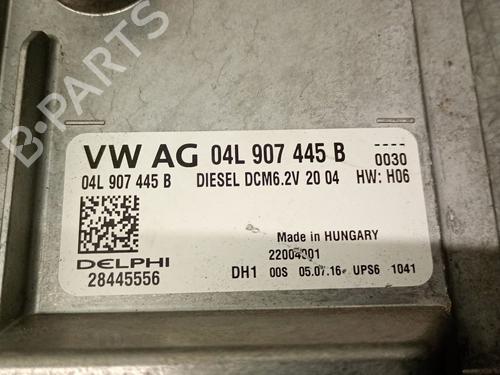 B-PARTS
VW AG 04L 907 445 B 0030
04L 907 445 B DIESEL DCM6.2V 20 04 HW: H06
Made in HUNGARY
DELPHI 22004001
28445556 DH1 00S 05.07.16 UPS6 1041